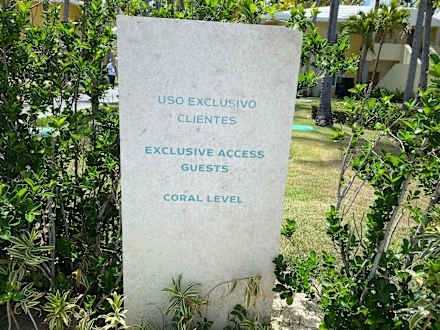 USO EXCLUSIVO
CLIENTES
EXCLUSIVE ACCESS
GUESTS
CORAL LEVEL